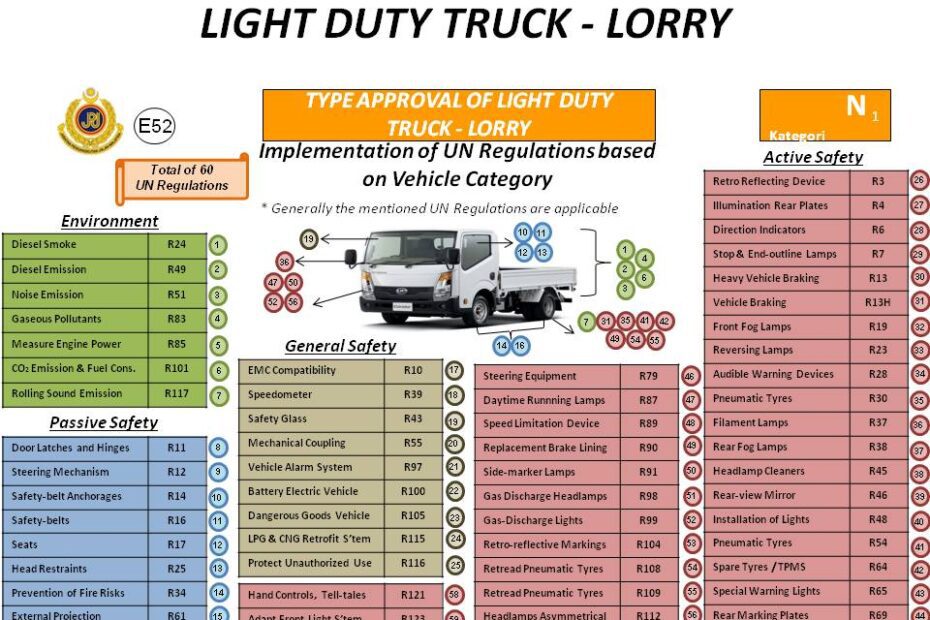 LIGHT DUTY TRUCK - LORRY
E52
TYPE APPROVAL OF LIGHT DUTY
TRUCK - LORRY
N 1
Kategori
Total of 60
UN Regulations
Implementation of UN Regulations based
on Vehicle Category
* Generally the mentioned UN Regulations are applicable
Environment
Diesel Smoke R24 1
Diesel Emission R49 2
Noise Emission R51 3
Gaseous Pollutants R83 4
Measure Engine Power R85 5
CO₂ Emission & Fuel Cons. R101 6
Rolling Sound Emission R117 7
Passive Safety
Door Latches and Hinges R11 8
Steering Mechanism R12 9
Safety-belt Anchorages R14 10
Safety-belts R16 11
Seats R17 12
Head Restraints R25 13
Prevention of Fire Risks R34 14
External Projection R61 15
19
36
47 50
52 56
10 11
12 13
1
4
2 6
3
7 31 35 41 42
49 54 55
14 16
General Safety
EMC Compatibility R10 17
Speedometer R39 18
Safety Glass R43 19
Mechanical Coupling R55 20
Vehicle Alarm System R97 21
Battery Electric Vehicle R100 22
Dangerous Goods Vehicle R105 23
LPG & CNG Retrofit S'tem R115 24
Protect Unauthorized Use R116 25
Hand Controls, Tell-tales R121 58
Adapt Front Light S'tem R123 59
Steering Equipment R79 46
Daytime Runnning Lamps R87 47
Speed Limitation Device R89 48
Replacement Brake Lining R90 49
Side-marker Lamps R91 50
Gas Discharge Headlamps R98 51
Gas-Discharge Lights R99 52
Retro-reflective Markings R104 53
Retread Pneumatic Tyres R108 54
Retread Pneumatic Tyres R109 55
Headlamps Asymmetrical R112 56
Active Safety
Retro Reflecting Device R3 26
Illumination Rear Plates R4 27
Direction Indicators R6 28
Stop & End-outline Lamps R7 29
Heavy Vehicle Braking R13 30
Vehicle Braking R13H 31
Front Fog Lamps R19 32
Reversing Lamps R23 33
Audible Warning Devices R28 34
Pneumatic Tyres R30 35
Filament Lamps R37 36
Rear Fog Lamps R38 37
Headlamp Cleaners R45 38
Rear-view Mirror R46 39
Installation of Lights R48 40
Pneumatic Tyres R54 41
Spare Tyres / TPMS R64 42
Special Warning Lights R65 43
Rear Marking Plates R69 44